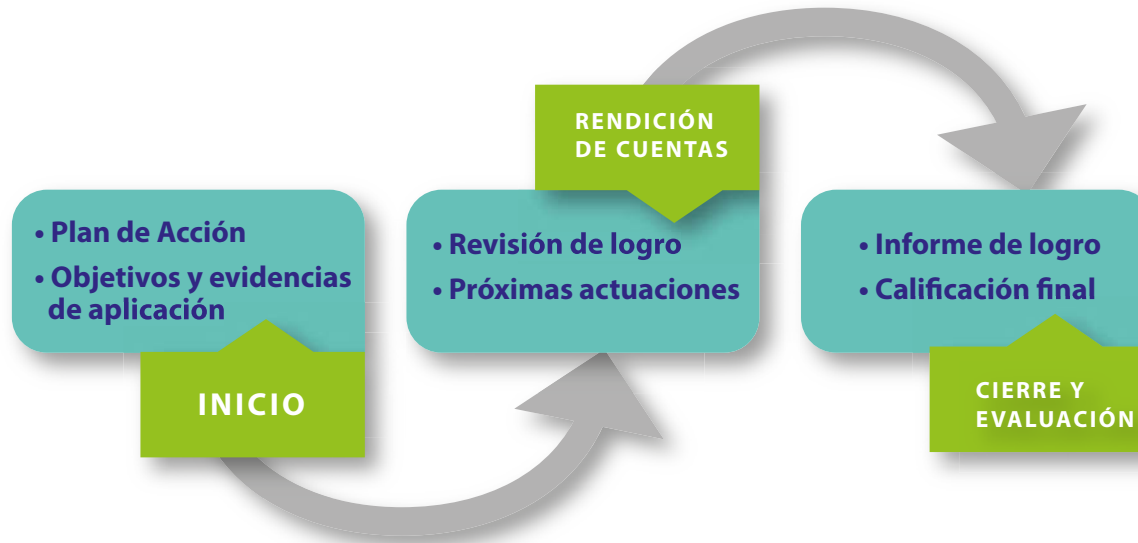 • Plan de Acción
• Objetivos y evidencias
de aplicación
INICIO
RENDICIÓN
DE CUENTAS
• Revisión de logro
• Próximas actuaciones
• Informe de logro
• Calificación final
CIERRE Y
EVALUACIÓN